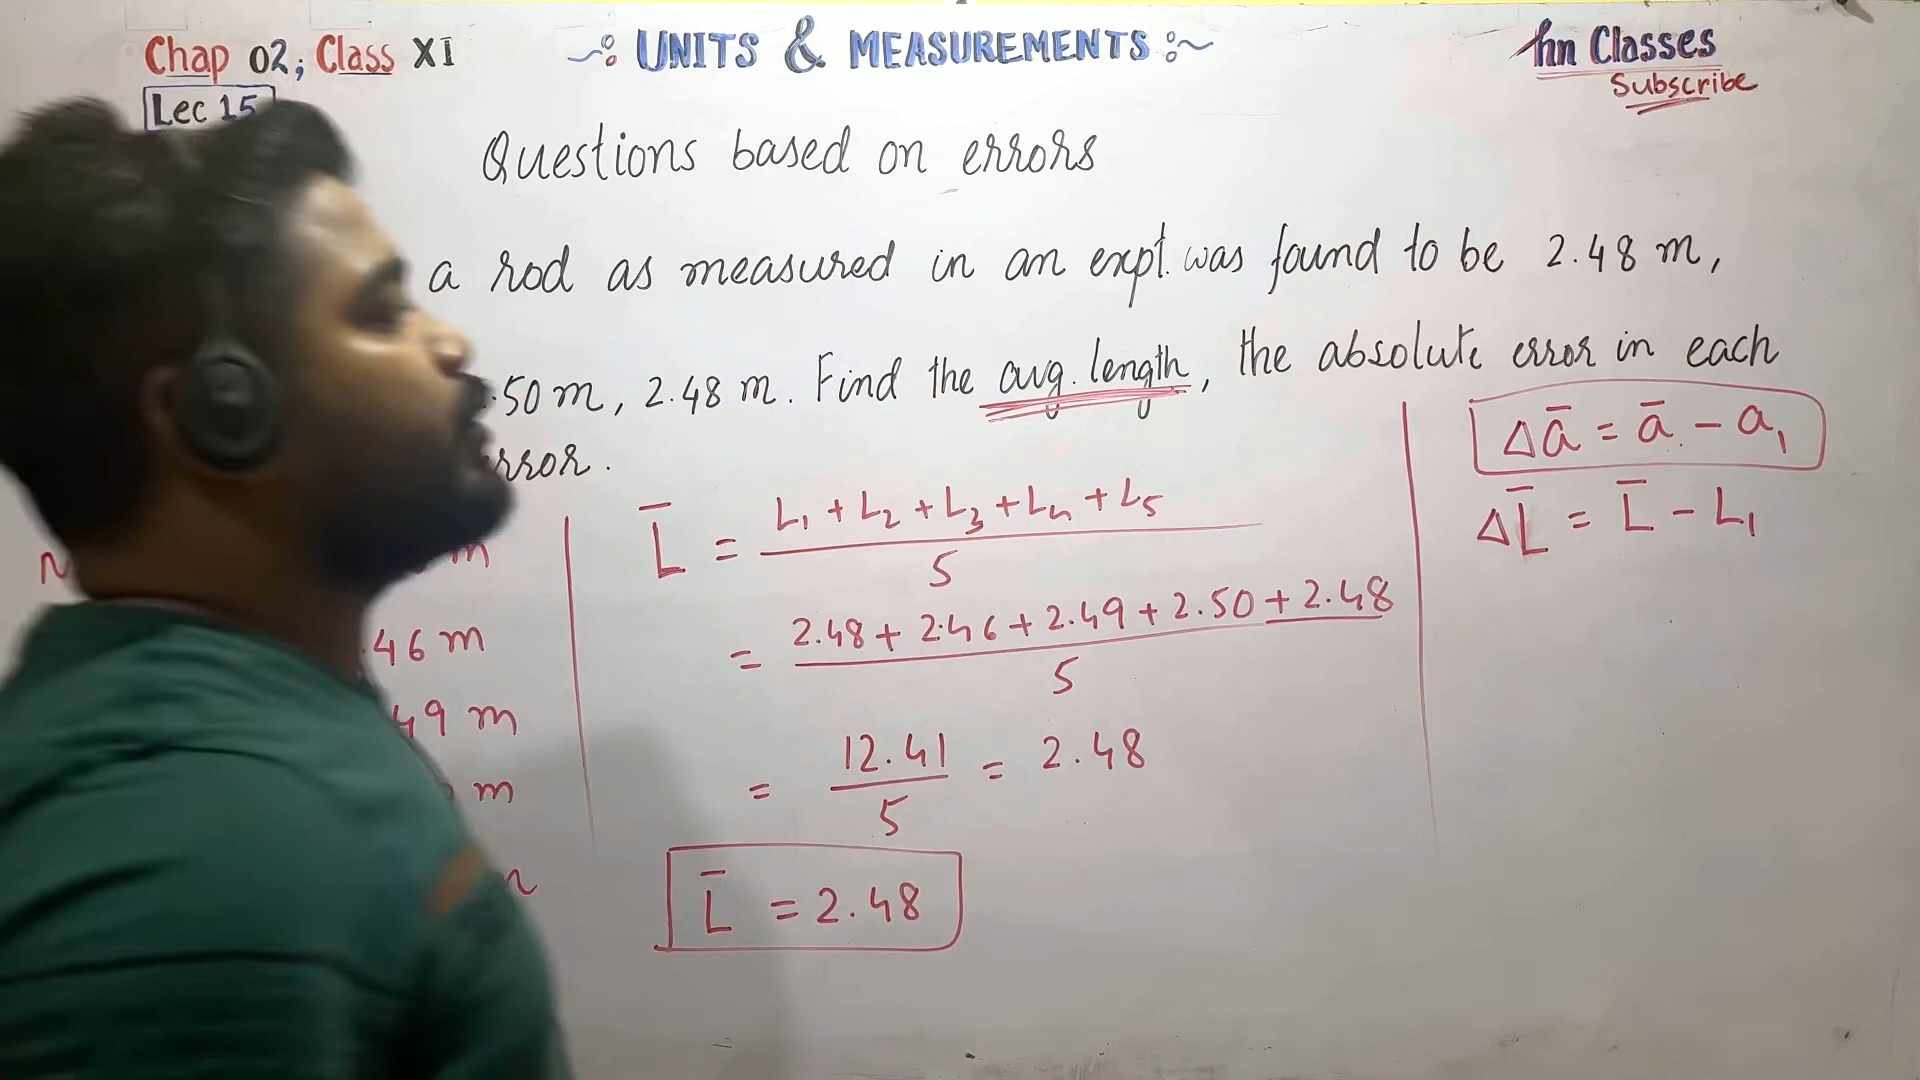 Chap 02; Class XI
Lec 15
~: UNITS & MEASUREMENTS :~
hn Classes
Subscribe
Questions based on errors
a rod as measured in an expt. was found to be 2.48 m,
.50 m, 2.48 m. Find the avg. length, the absolute error in each
rror.
m
.46 m
49 m
m
L̅ = (L₁ + L₂ + L₃ + L₄ + L₅) / 5
= (2.48 + 2.46 + 2.49 + 2.50 + 2.48) / 5
= 12.41 / 5 = 2.48
L̅ = 2.48
Δa̅ = a̅ - a₁
ΔL̅ = L̅ - L₁